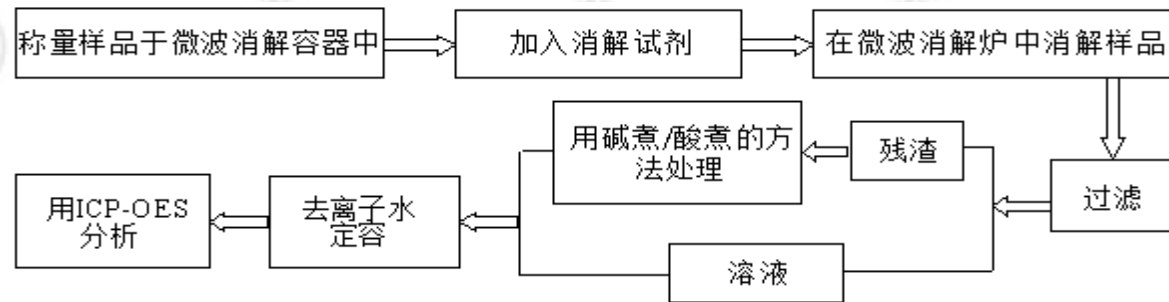 称量样品于微波消解容器中
加入消解试剂
在微波消解炉中消解样品
过滤
残渣
用碱煮/酸煮的方
法处理
溶液
去离子水
定容
用ICP-OES
分析